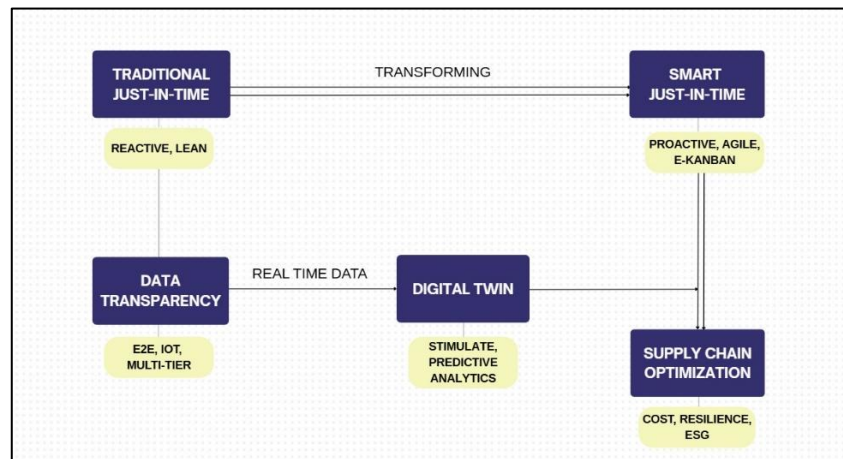 TRADITIONAL
JUST-IN-TIME
TRANSFORMING
SMART
JUST-IN-TIME
REACTIVE, LEAN
PROACTIVE, AGILE,
E-KANBAN
DATA
TRANSPARENCY
REAL TIME DATA
DIGITAL TWIN
E2E, IOT,
MULTI-TIER
STIMULATE,
PREDICTIVE
ANALYTICS
SUPPLY CHAIN
OPTIMIZATION
COST, RESILIENCE,
ESG